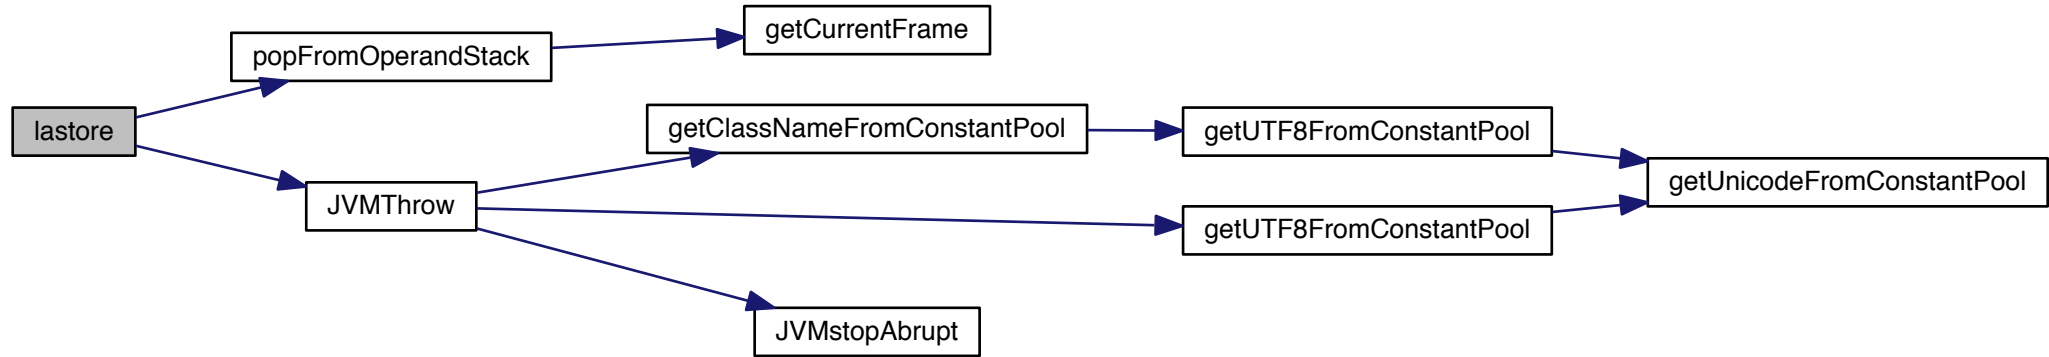 getCurrentFrame
popFromOperandStack
lastore
getClassNameFromConstantPool
getUTF8FromConstantPool
getUnicodeFromConstantPool
JVMThrow
getUTF8FromConstantPool
JVMstopAbrupt